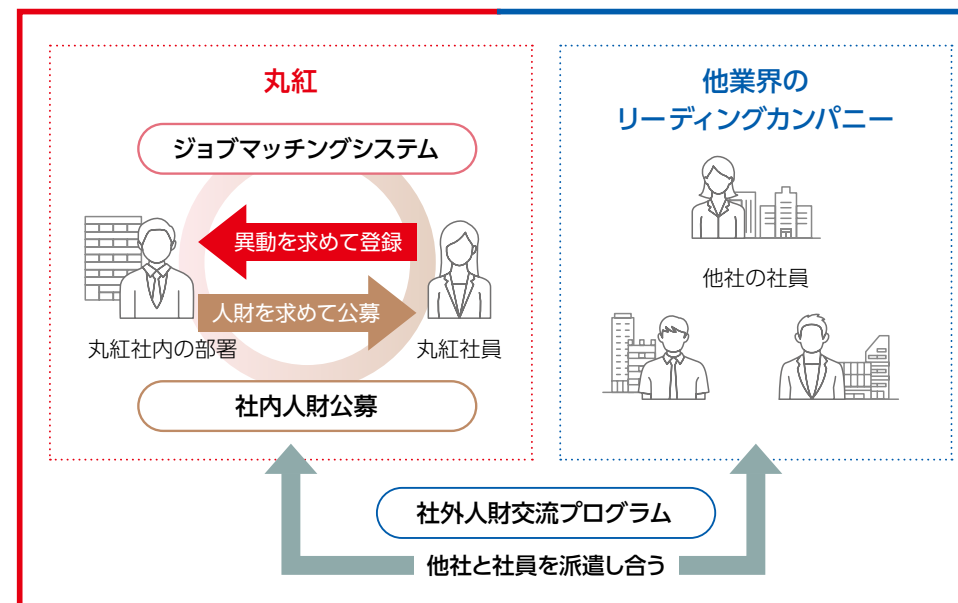 丸紅
ジョブマッチングシステム
異動を求めて登録
人財を求めて公募
丸紅社内の部署
丸紅社員
社内人財公募
他業界の
リーディングカンパニー
他社の社員
社外人財交流プログラム
他社と社員を派遣し合う